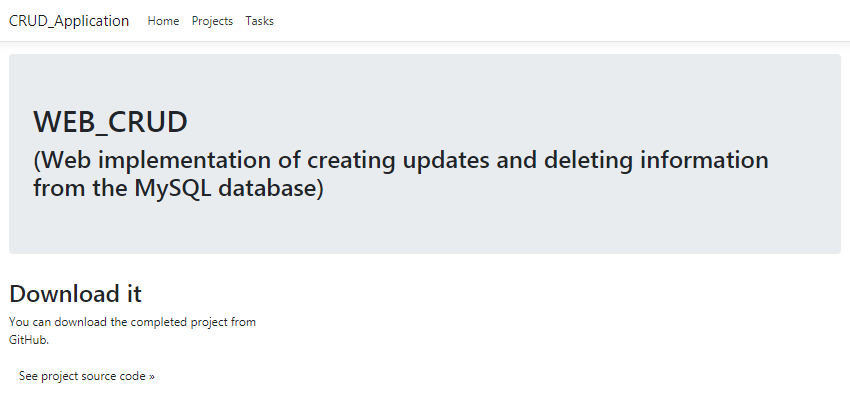 CRUD_Application Home Projects Tasks
WEB_CRUD
(Web implementation of creating updates and deleting information
from the MySQL database)
Download it
You can download the completed project from
GitHub.
See project source code »